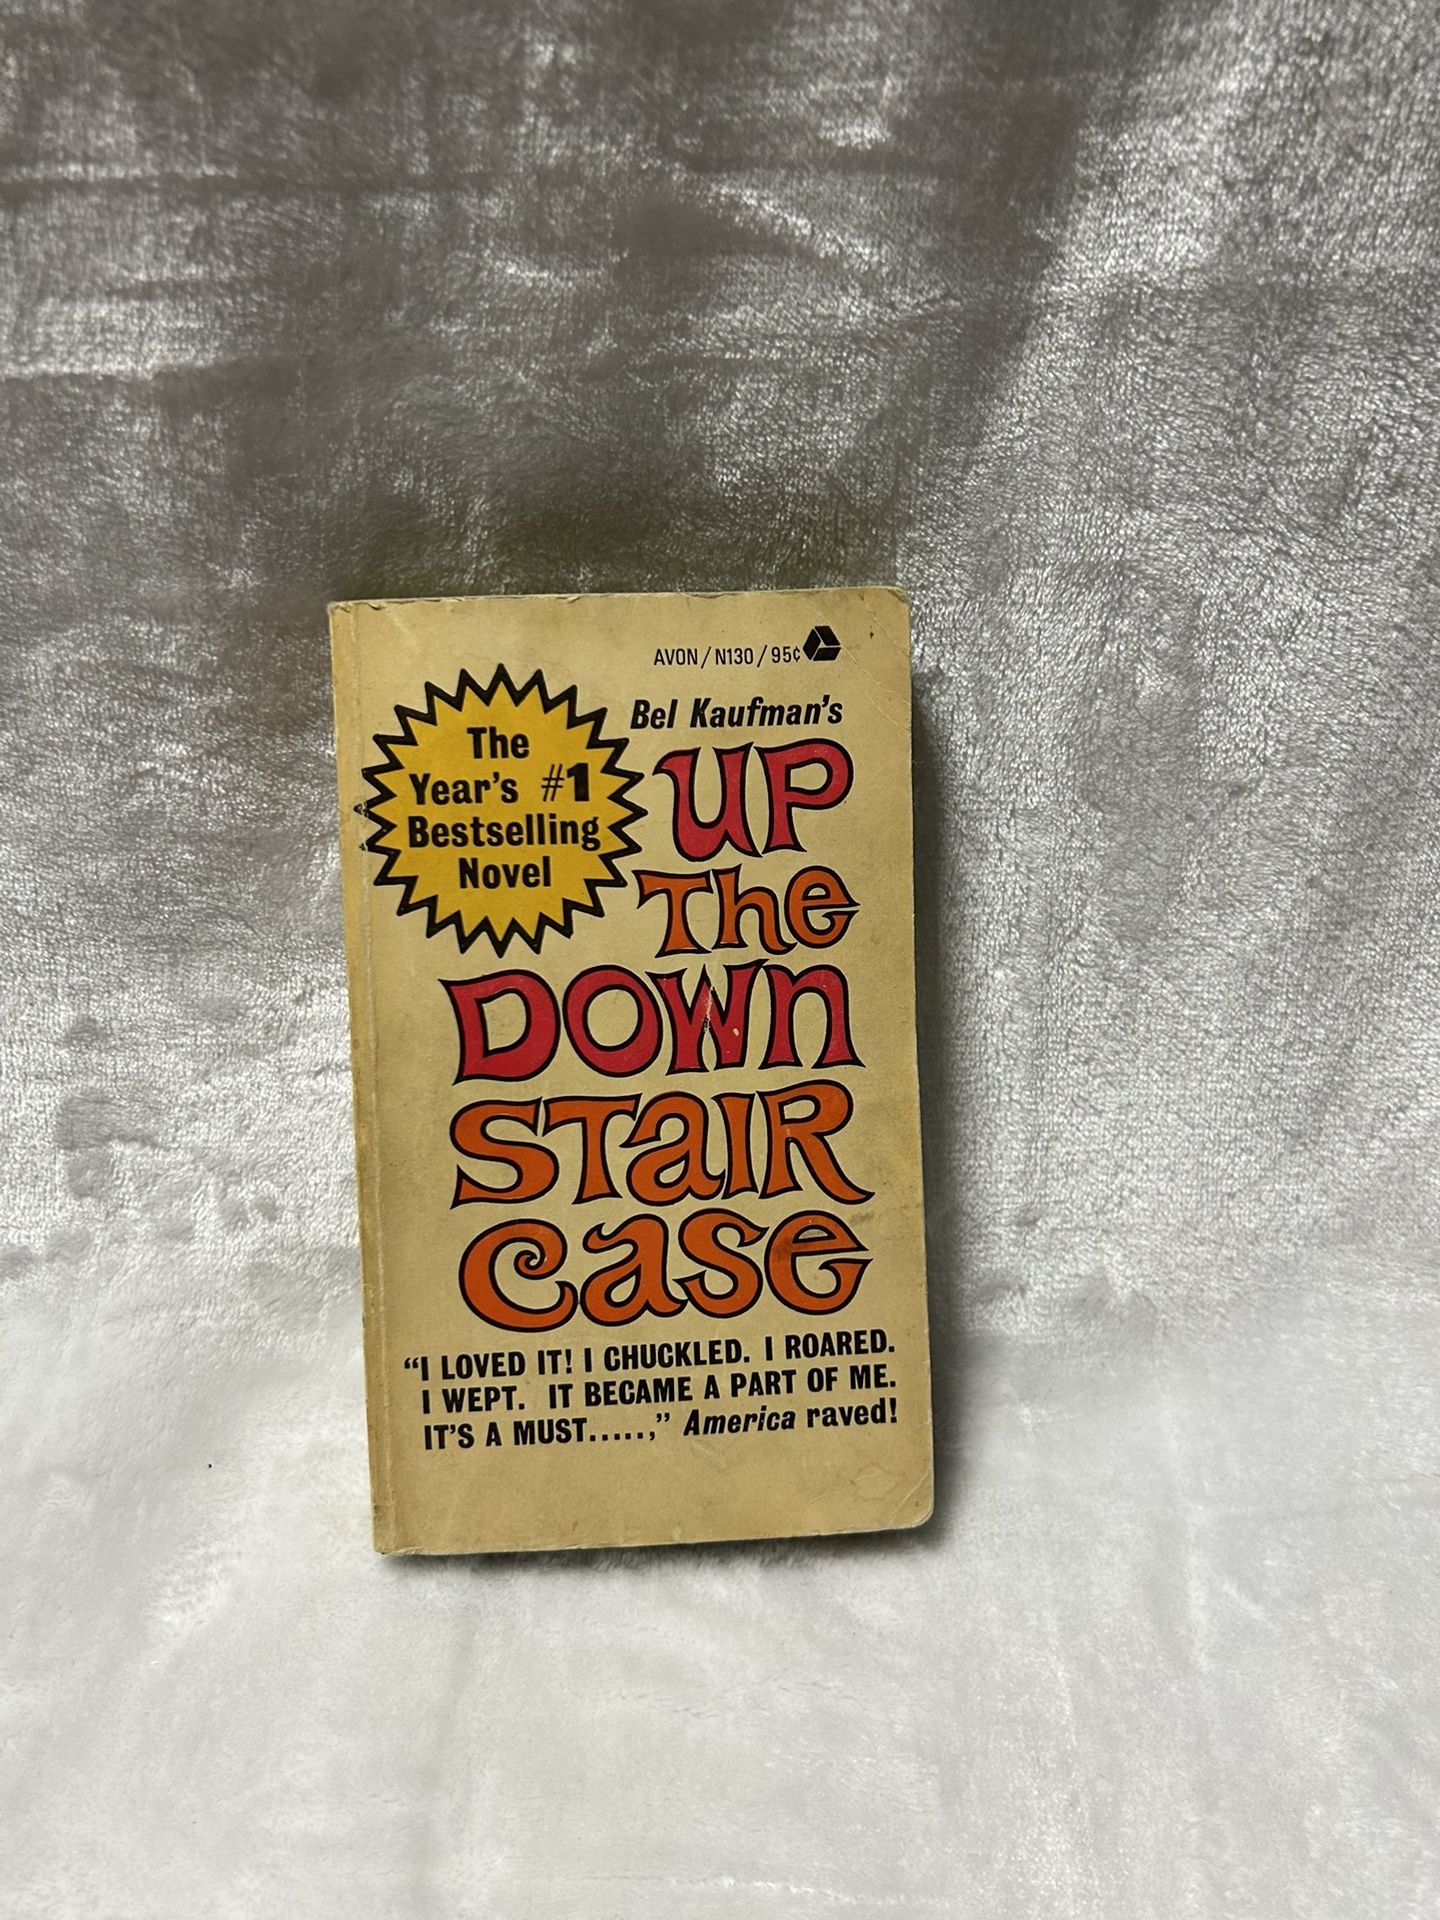 AVON / N130 / 95¢
The
Year's #1
Bestselling
Novel
Bel Kaufman's
UP
The
DOWN
STAIR
CASE
"I LOVED IT! I CHUCKLED. I ROARED.
I WEPT. IT BECAME A PART OF ME.
IT'S A MUST.....," America raved!